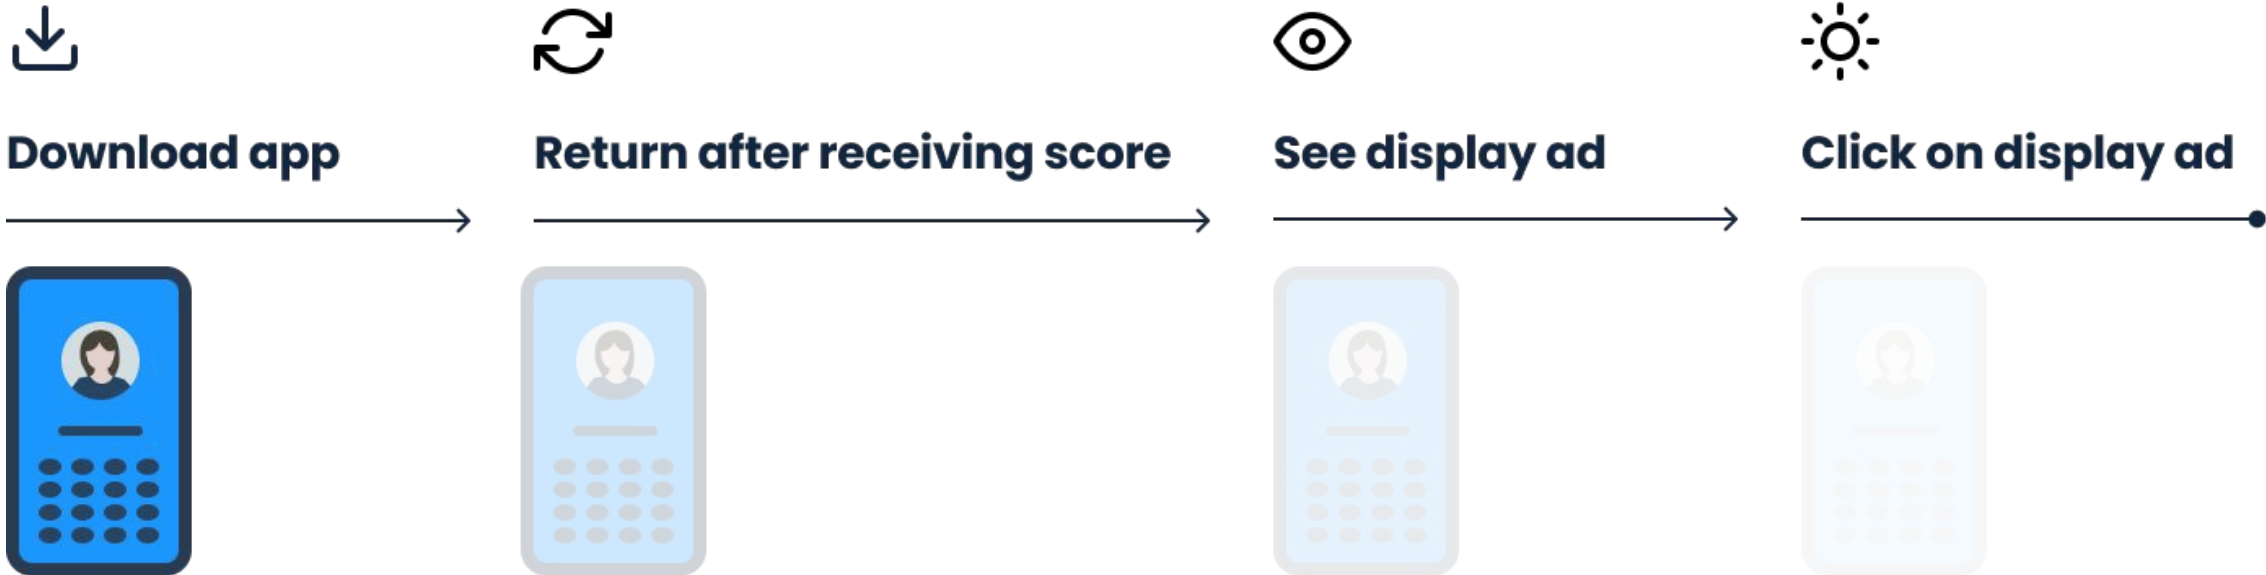 Download app
Return after receiving score
See display ad
Click on display ad